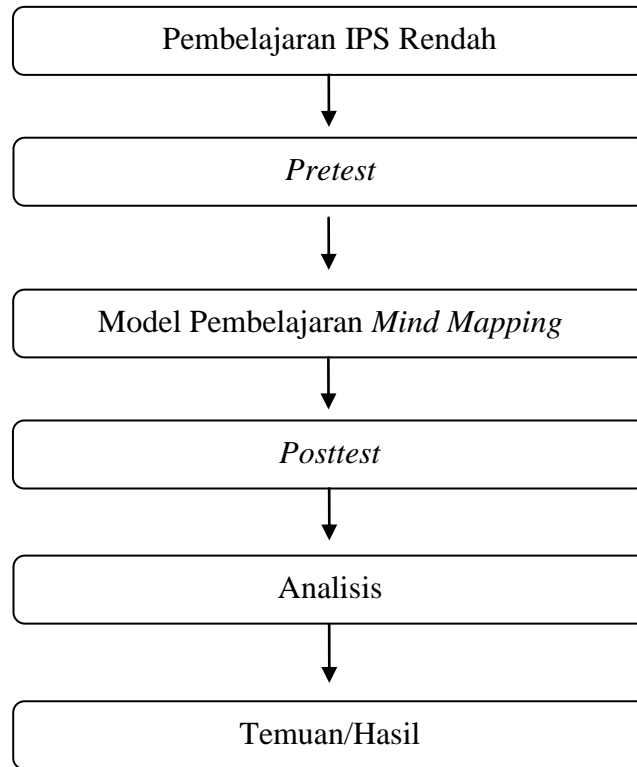 Pembelajaran IPS Rendah
Pretest
Model Pembelajaran Mind Mapping
Posttest
Analisis
Temuan/Hasil